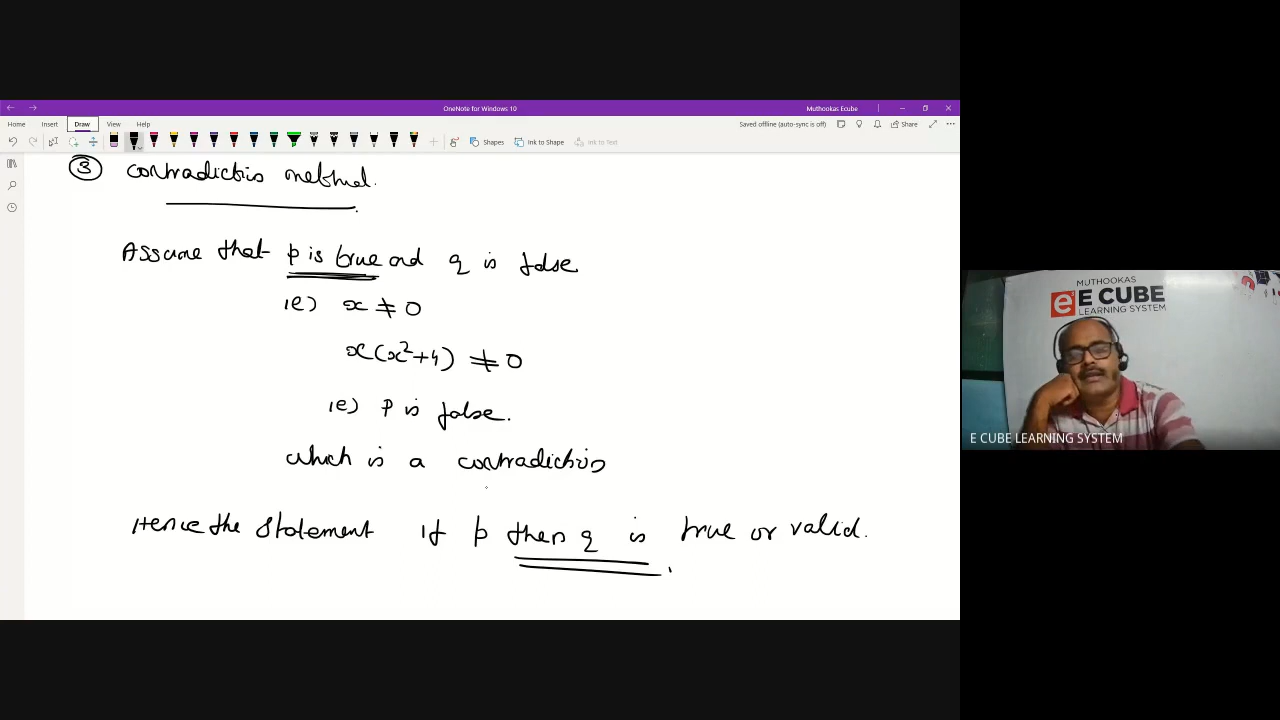 OneNote for Windows 10
Muthookas Ecube
Home Insert Draw View Help
Saved offline (auto-sync is off)
Share
Shapes
Ink to Shape
Ink to Text
③ Contradiction method.
Assume that p is true and q is false
ie) x ≠ 0
x(x²+4) ≠ 0
ie) p is false.
which is a contradiction
Hence the statement if p then q is true or valid.
MUTHOOKAS
e E CUBE
LEARNING SYSTEM
E CUBE LEARNING SYSTEM